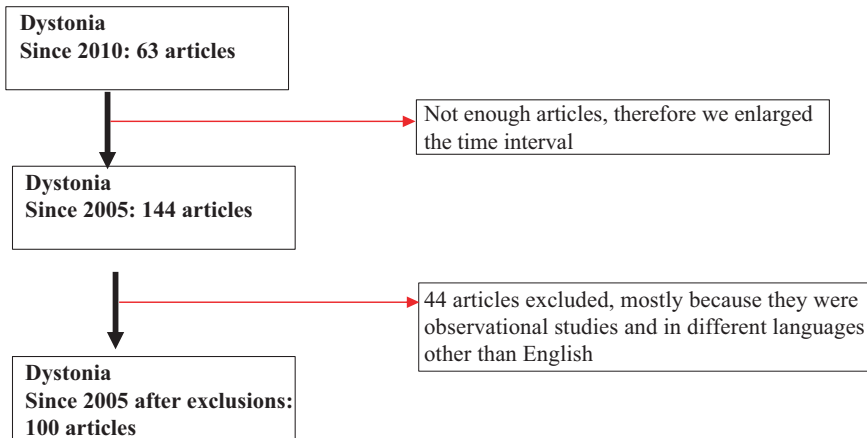 Dystonia
Since 2010: 63 articles
Not enough articles, therefore we enlarged
the time interval
Dystonia
Since 2005: 144 articles
44 articles excluded, mostly because they were
observational studies and in different languages
other than English
Dystonia
Since 2005 after exclusions:
100 articles